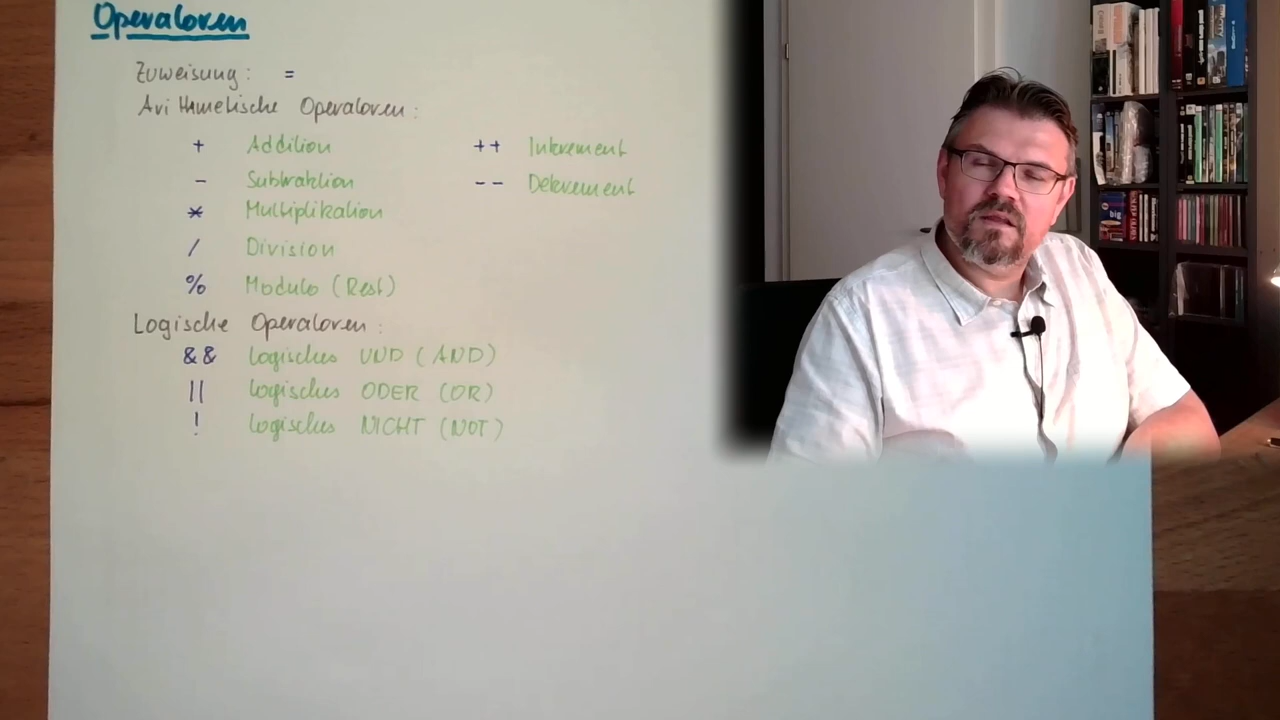 Operatoren
Zuweisung: =
Arithmetische Operatoren:
+ Addition ++ Inkrement
- Subtraktion -- Dekrement
* Multiplikation
/ Division
% Modulo (Rest)
Logische Operatoren:
&& logisches UND (AND)
|| logisches ODER (OR)
! logisches NICHT (NOT)
big